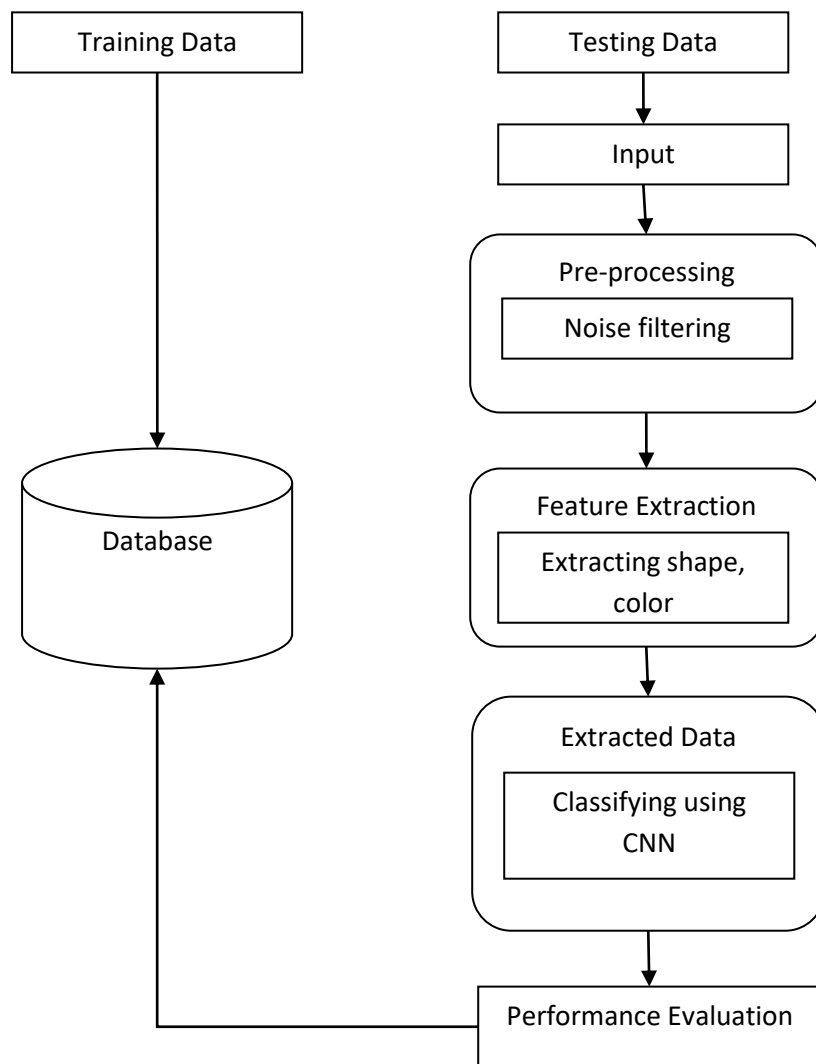 Training Data
Testing Data
Input
Pre-processing
Noise filtering
Database
Feature Extraction
Extracting shape,
color
Extracted Data
Classifying using
CNN
Performance Evaluation